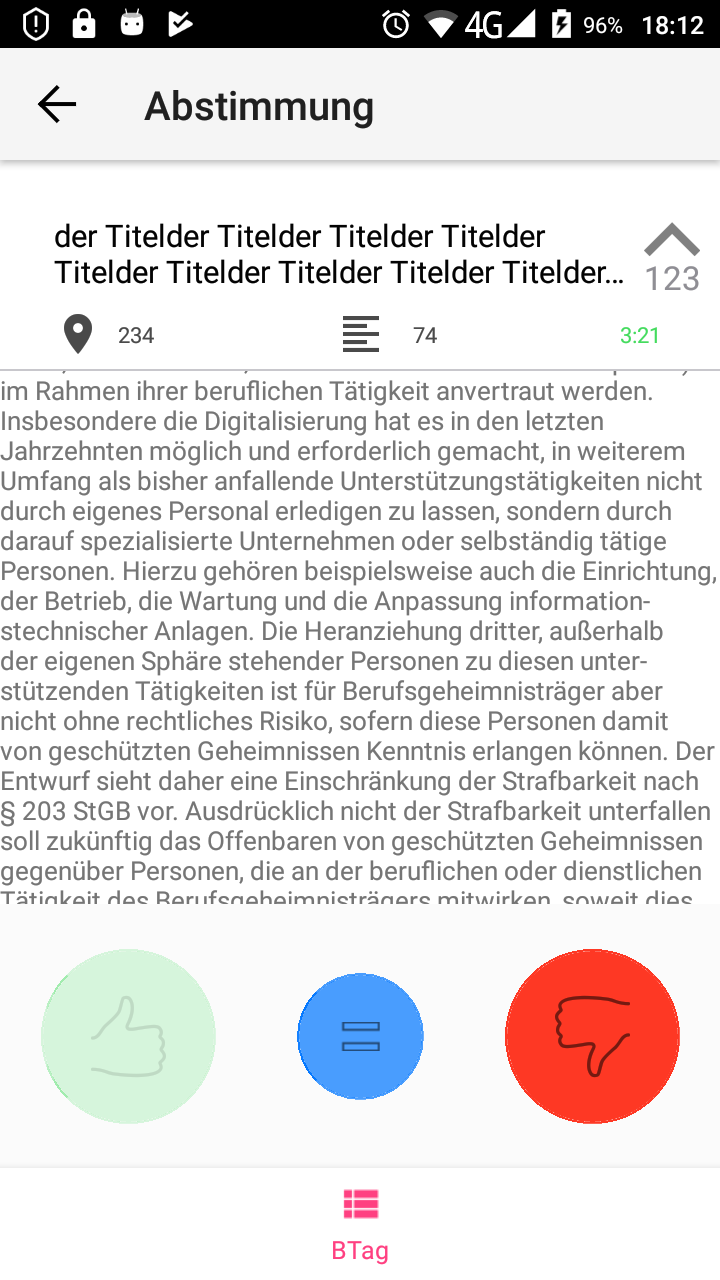 4G 96% 18:12
Abstimmung
der Titelder Titelder Titelder Titelder
Titelder Titelder Titelder Titelder Titelder...
123
234 74 3:21
im Rahmen ihrer beruflichen Tätigkeit anvertraut werden.
Insbesondere die Digitalisierung hat es in den letzten
Jahrzehnten möglich und erforderlich gemacht, in weiterem
Umfang als bisher anfallende Unterstützungstätigkeiten nicht
durch eigenes Personal erledigen zu lassen, sondern durch
darauf spezialisierte Unternehmen oder selbständig tätige
Personen. Hierzu gehören beispielsweise auch die Einrichtung,
der Betrieb, die Wartung und die Anpassung information-
stechnischer Anlagen. Die Heranziehung dritter, außerhalb
der eigenen Sphäre stehender Personen zu diesen unter-
stützenden Tätigkeiten ist für Berufsgeheimnisträger aber
nicht ohne rechtliches Risiko, sofern diese Personen damit
von geschützten Geheimnissen Kenntnis erlangen können. Der
Entwurf sieht daher eine Einschränkung der Strafbarkeit nach
§ 203 StGB vor. Ausdrücklich nicht der Strafbarkeit unterfallen
soll zukünftig das Offenbaren von geschützten Geheimnissen
gegenüber Personen, die an der beruflichen oder dienstlichen
Tätigkeit des Berufsgeheimnisträgers mitwirken, soweit dies
BTag